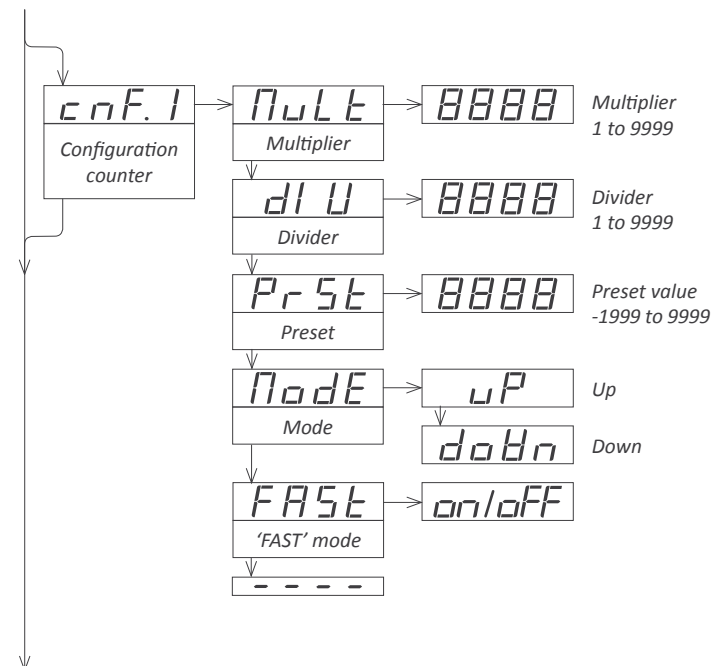 cnF.1
Configuration
counter
MuLt
Multiplier
8888
Multiplier
1 to 9999
dIV
Divider
8888
Divider
1 to 9999
PrSt
Preset
8888
Preset value
-1999 to 9999
ModE
Mode
uP
Up
doWn
Down
FASt
‘FAST’ mode
on/oFF
- - - -